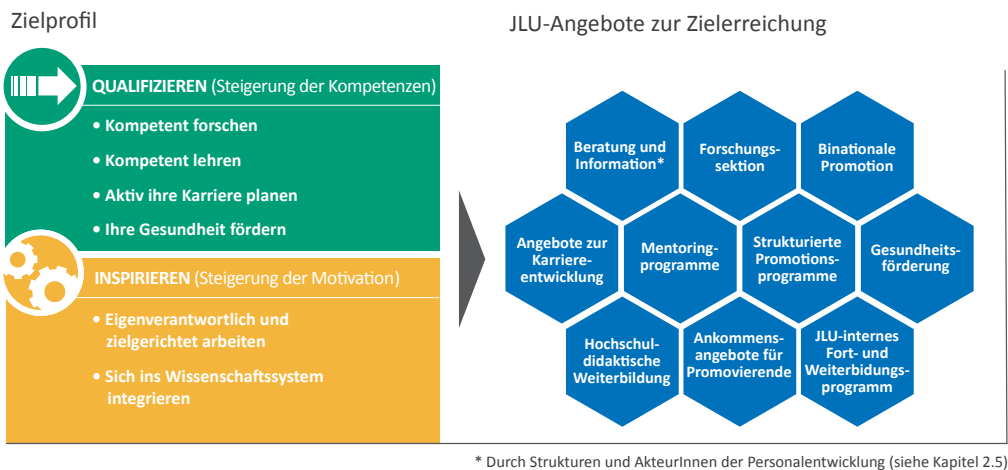 Zielprofil
JLU-Angebote zur Zielerreichung
QUALIFIZIEREN (Steigerung der Kompetenzen)
• Kompetent forschen
• Kompetent lehren
• Aktiv ihre Karriere planen
• Ihre Gesundheit fördern
INSPIRIEREN (Steigerung der Motivation)
• Eigenverantwortlich und
zielgerichtet arbeiten
• Sich ins Wissenschaftssystem
integrieren
Beratung und
Information*
Forschungs-
sektion
Binationale
Promotion
Angebote zur
Karriere-
entwicklung
Mentoring-
programme
Strukturierte
Promotions-
programme
Gesundheits-
förderung
Hochschul-
didaktische
Weiterbildung
Ankommens-
angebote für
Promovierende
JLU-internes
Fort- und
Weiterbidungs-
programm
* Durch Strukturen und AkteurInnen der Personalentwicklung (siehe Kapitel 2.5)